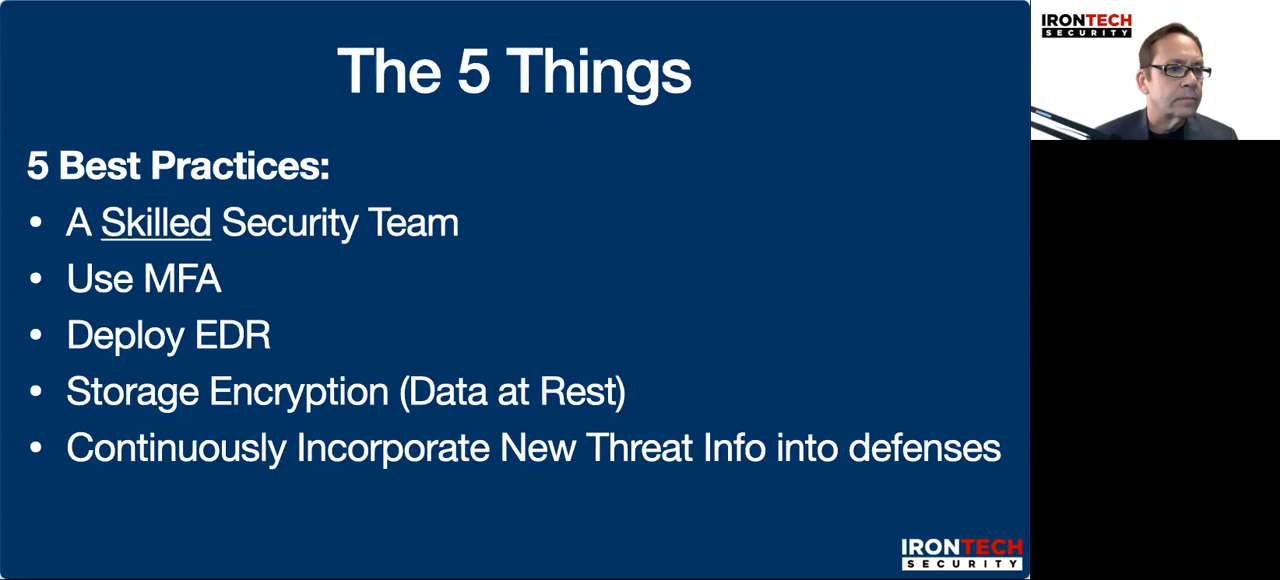 The 5 Things
5 Best Practices:
• A Skilled Security Team
• Use MFA
• Deploy EDR
• Storage Encryption (Data at Rest)
• Continuously Incorporate New Threat Info into defenses
IRONTECH
SECURITY
IRONTECH
SECURITY